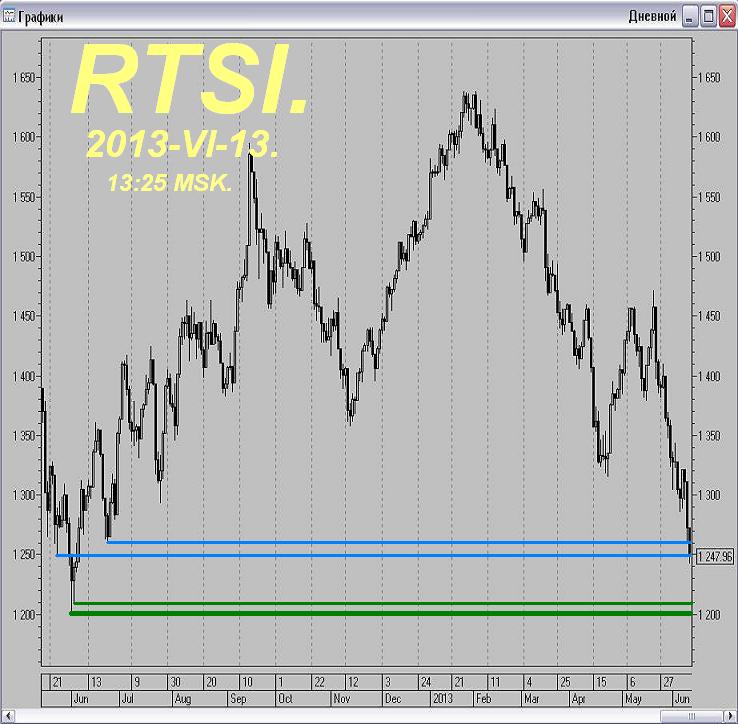 Графики
Дневной
RTSI.
2013-VI-13.
13:25 MSK.
1 650 1 650
1 600 1 600
1 550 1 550
1 500 1 500
1 450 1 450
1 400 1 400
1 350 1 350
1 300 1 300
1 250 1 247.96
1 200 1 200
21 13 9 30 20 10 1 22 12 3 24 21 11 4 25 15 6 27
Jun Jul Aug Sep Oct Nov Dec 2013 Feb Mar Apr May Jun